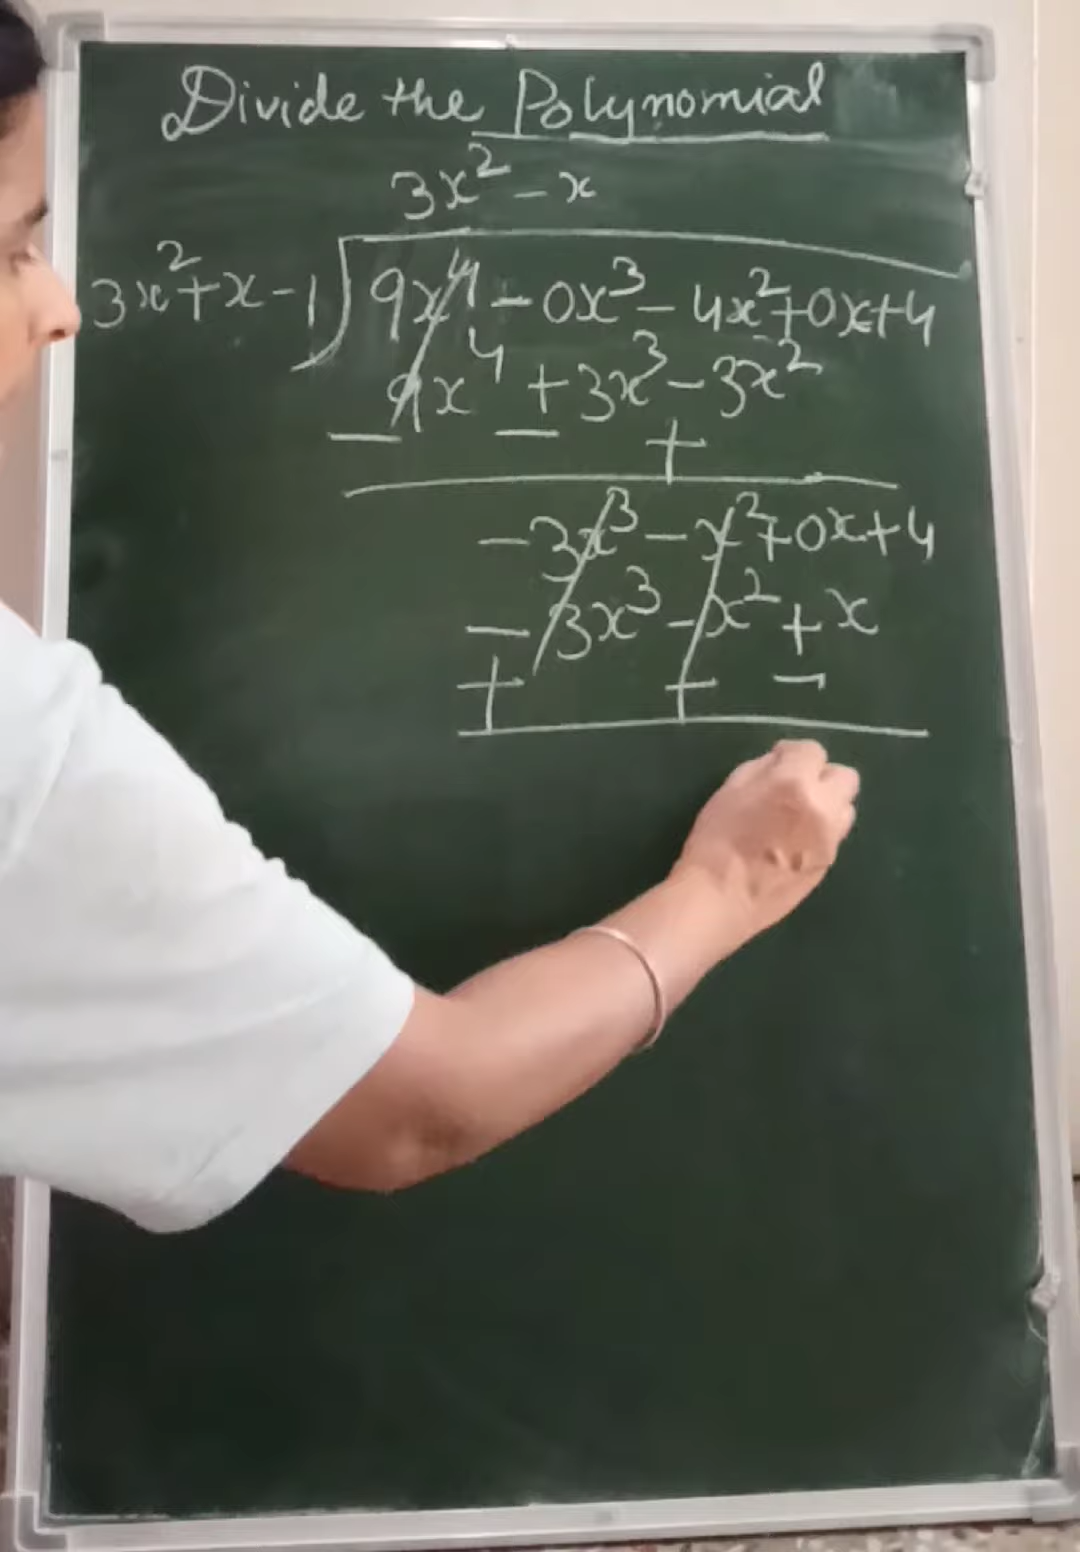 Divide the Polynomial
3x² - x
3x² + x - 1 ) 9x⁴ - 0x³ - 4x² + 0x + 4
9x⁴ + 3x³ - 3x²
- - +
- 3x³ - x² + 0x + 4
- 3x³ - x² + x
+ + -